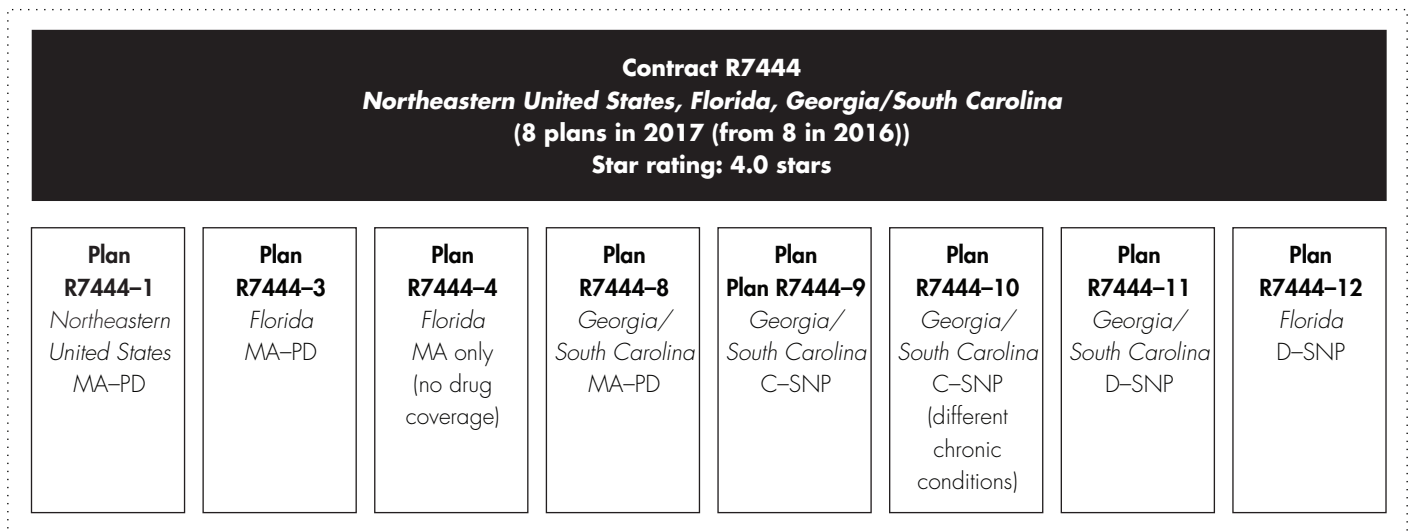 Contract R7444
Northeastern United States, Florida, Georgia/South Carolina
(8 plans in 2017 (from 8 in 2016))
Star rating: 4.0 stars
Plan
R7444–1
Northeastern
United States
MA–PD
Plan
R7444–3
Florida
MA–PD
Plan
R7444–4
Florida
MA only
(no drug
coverage)
Plan
R7444–8
Georgia/
South Carolina
MA–PD
Plan
Plan R7444–9
Georgia/
South Carolina
C–SNP
Plan
R7444–10
Georgia/
South Carolina
C–SNP
(different
chronic
conditions)
Plan
R7444–11
Georgia/
South Carolina
D–SNP
Plan
R7444–12
Florida
D–SNP